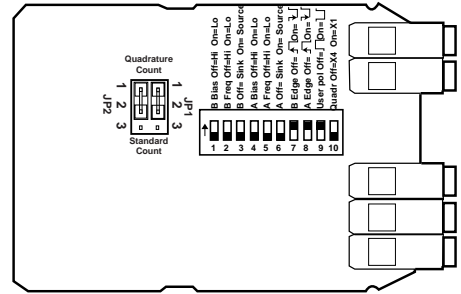 Quadrature
Count
1
2
3
JP2
1
2
3
JP1
Standard
Count
B Bias Off=Hi On=Lo
B Freq Off=Hi On=Lo
B Off= Sink On= Source
A Bias Off=Hi On=Lo
A Freq Off=Hi On=Lo
A Off= Sink On= Source
B Edge Off= On=
A Edge Off= On=
User pol Off= On=
Quadr Off=X4 On=X1
1 2 3 4 5 6 7 8 9 10